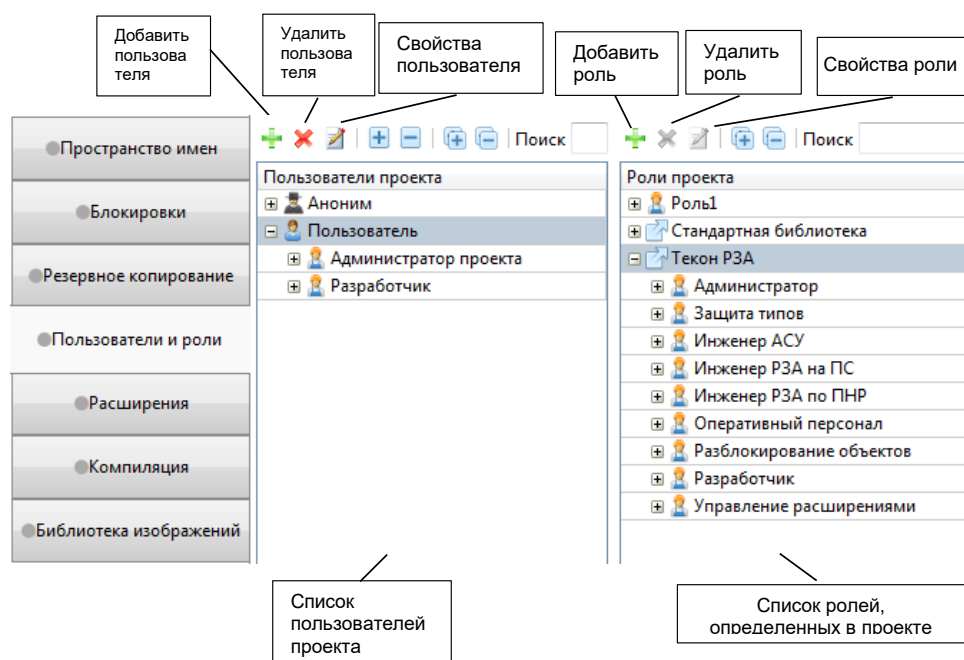 Добавить
пользова
теля
Удалить
пользова
теля
Свойства
пользователя
Добавить
роль
Удалить
роль
Свойства роли
Пространство имен
Блокировки
Резервное копирование
Пользователи и роли
Расширения
Компиляция
Библиотека изображений
Поиск
Пользователи проекта
Аноним
Пользователь
Администратор проекта
Разработчик
Поиск
Роли проекта
Роль1
Стандартная библиотека
Текон РЗА
Администратор
Защита типов
Инженер АСУ
Инженер РЗА на ПС
Инженер РЗА по ПНР
Оперативный персонал
Разблокирование объектов
Разработчик
Управление расширениями
Список
пользователей
проекта
Список ролей,
определенных в проекте